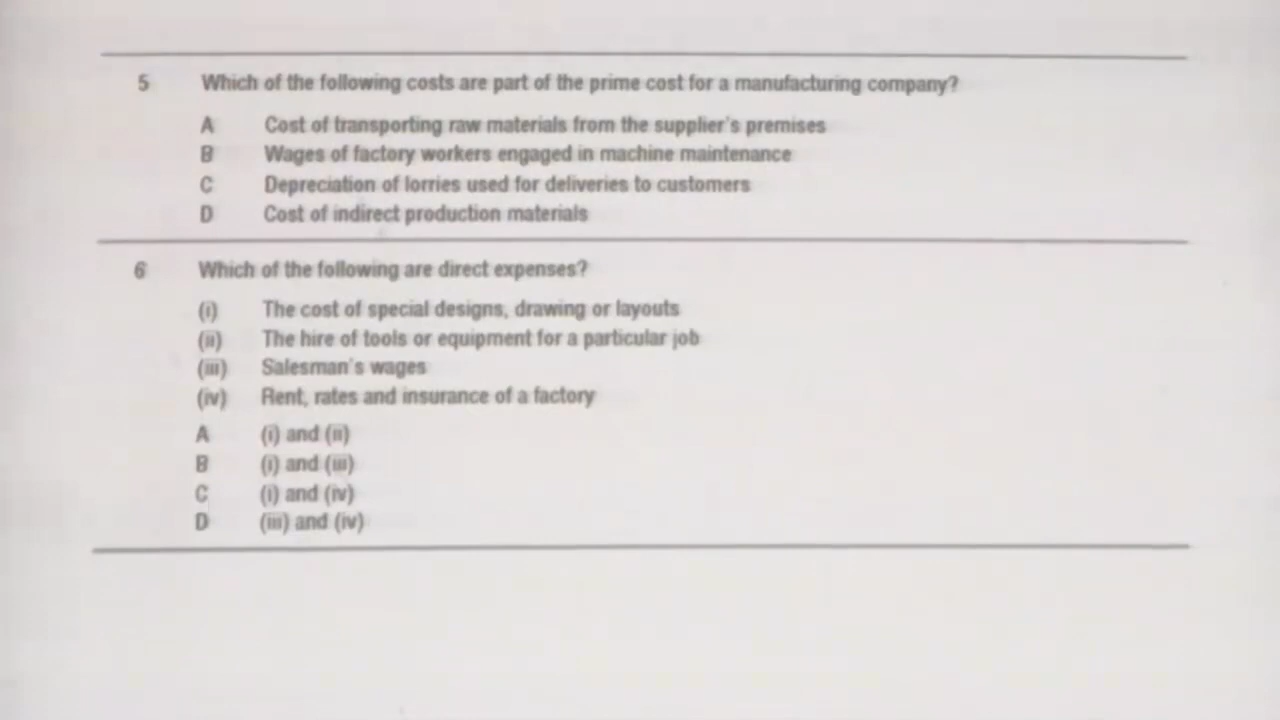 5 Which of the following costs are part of the prime cost for a manufacturing company?
A Cost of transporting raw materials from the supplier's premises
B Wages of factory workers engaged in machine maintenance
C Depreciation of lorries used for deliveries to customers
D Cost of indirect production materials
6 Which of the following are direct expenses?
(i) The cost of special designs, drawing or layouts
(ii) The hire of tools or equipment for a particular job
(iii) Salesman's wages
(iv) Rent, rates and insurance of a factory
A (i) and (ii)
B (i) and (iii)
C (i) and (iv)
D (iii) and (iv)